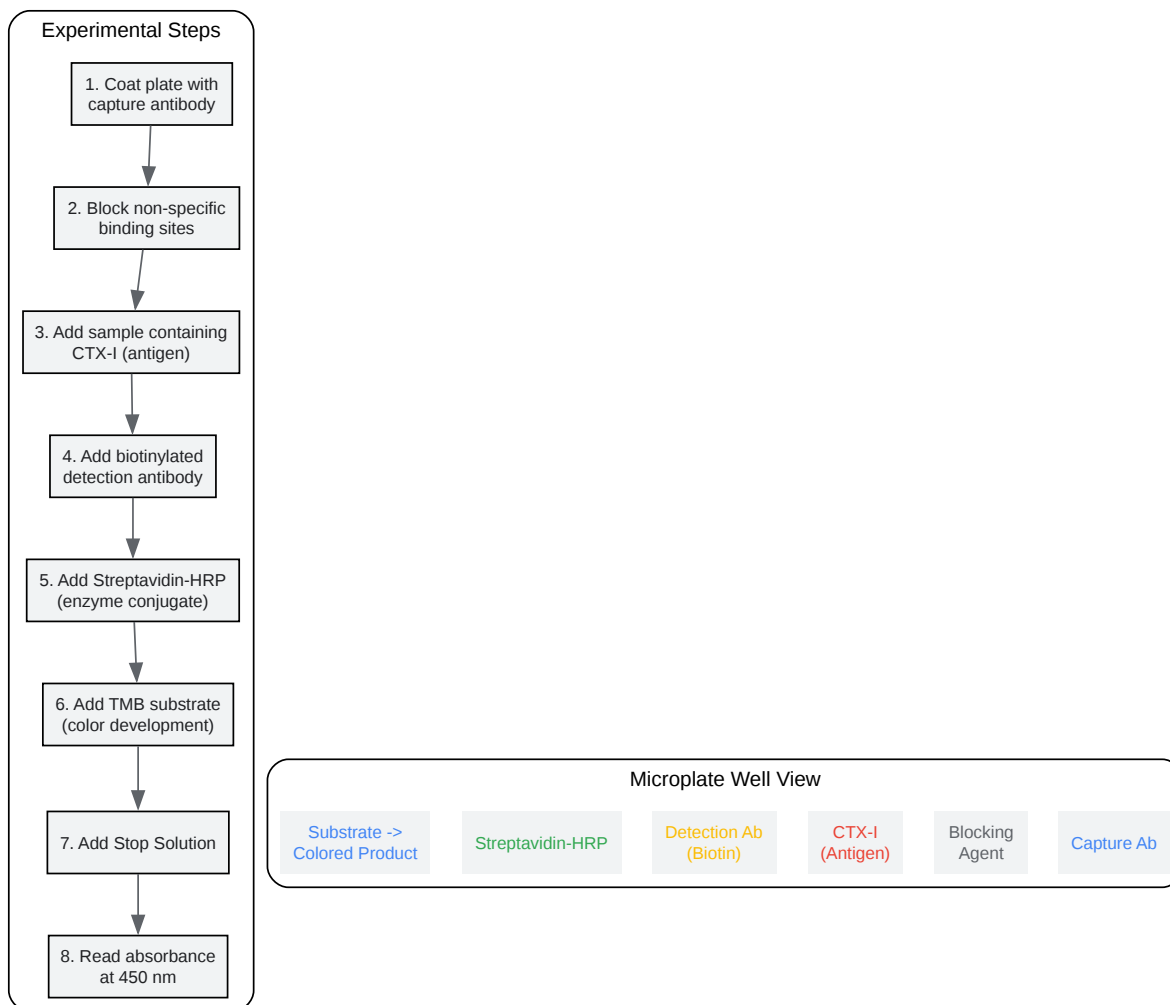 Experimental Steps
1. Coat plate with
capture antibody
2. Block non-specific
binding sites
3. Add sample containing
CTX-I (antigen)
4. Add biotinylated
detection antibody
5. Add Streptavidin-HRP
(enzyme conjugate)
6. Add TMB substrate
(color development)
7. Add Stop Solution
8. Read absorbance
at 450 nm
Microplate Well View
Substrate ->
Colored Product
Streptavidin-HRP
Detection Ab
(Biotin)
CTX-I
(Antigen)
Blocking
Agent
Capture Ab